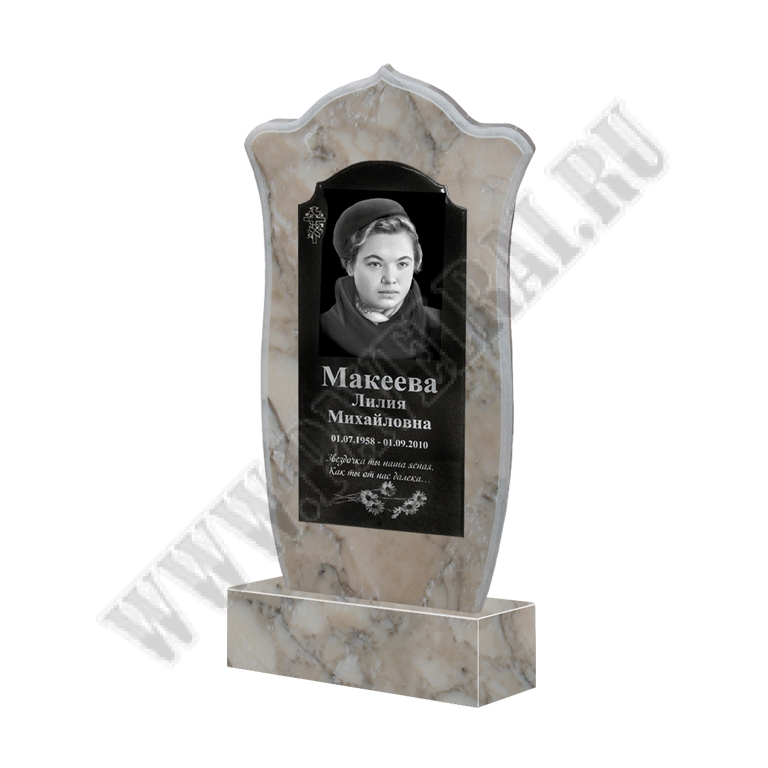 Макеева
Лилия
Михайловна
01.07.1958 - 01.09.2010
Звездочка ты наша ясная,
Как ты от нас далека...